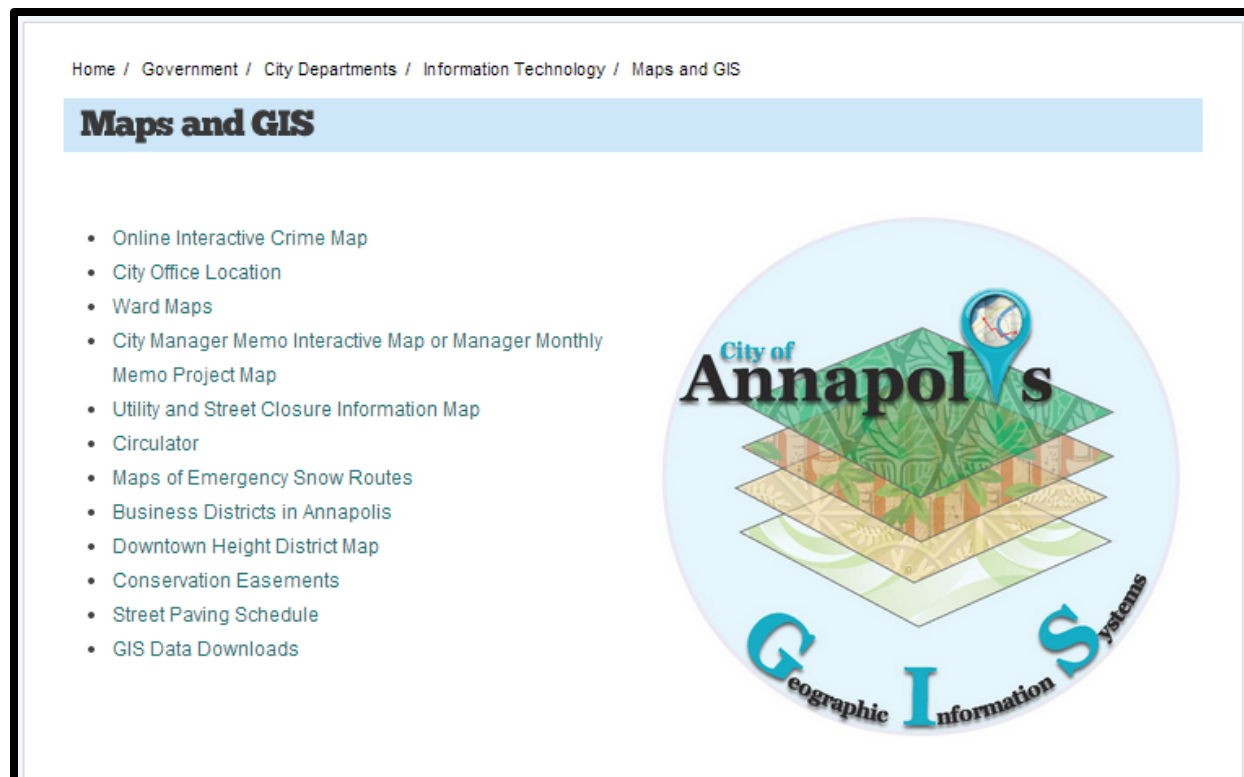 Home / Government / City Departments / Information Technology / Maps and GIS
Maps and GIS
• Online Interactive Crime Map
• City Office Location
• Ward Maps
• City Manager Memo Interactive Map or Manager Monthly
Memo Project Map
• Utility and Street Closure Information Map
• Circulator
• Maps of Emergency Snow Routes
• Business Districts in Annapolis
• Downtown Height District Map
• Conservation Easements
• Street Paving Schedule
• GIS Data Downloads
City of
Annapolis
Geographic Information Systems